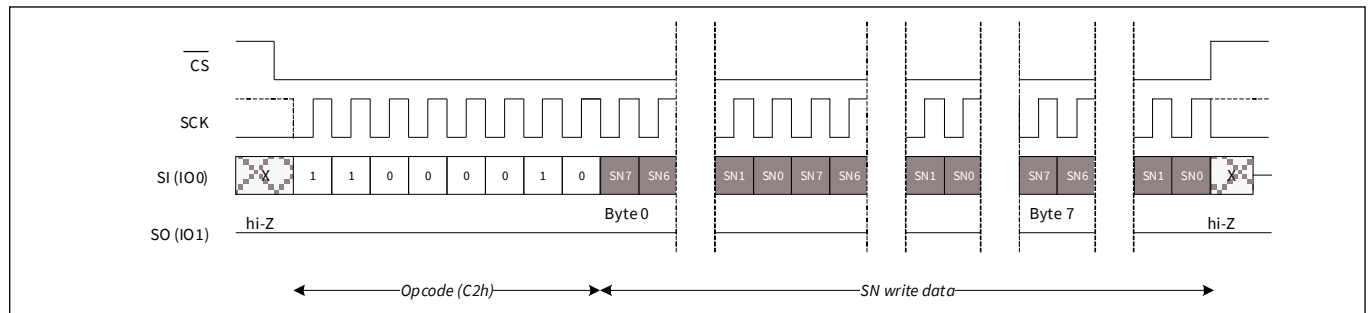 CS
SCK
SI (IO0) X 1 1 0 0 0 0 1 0 SN7 SN6 SN1 SN0 SN7 SN6 SN1 SN0 SN7 SN6 SN1 SN0 X
Byte 0 Byte 7
hi-Z hi-Z
SO (IO1)
Opcode (C2h) SN write data